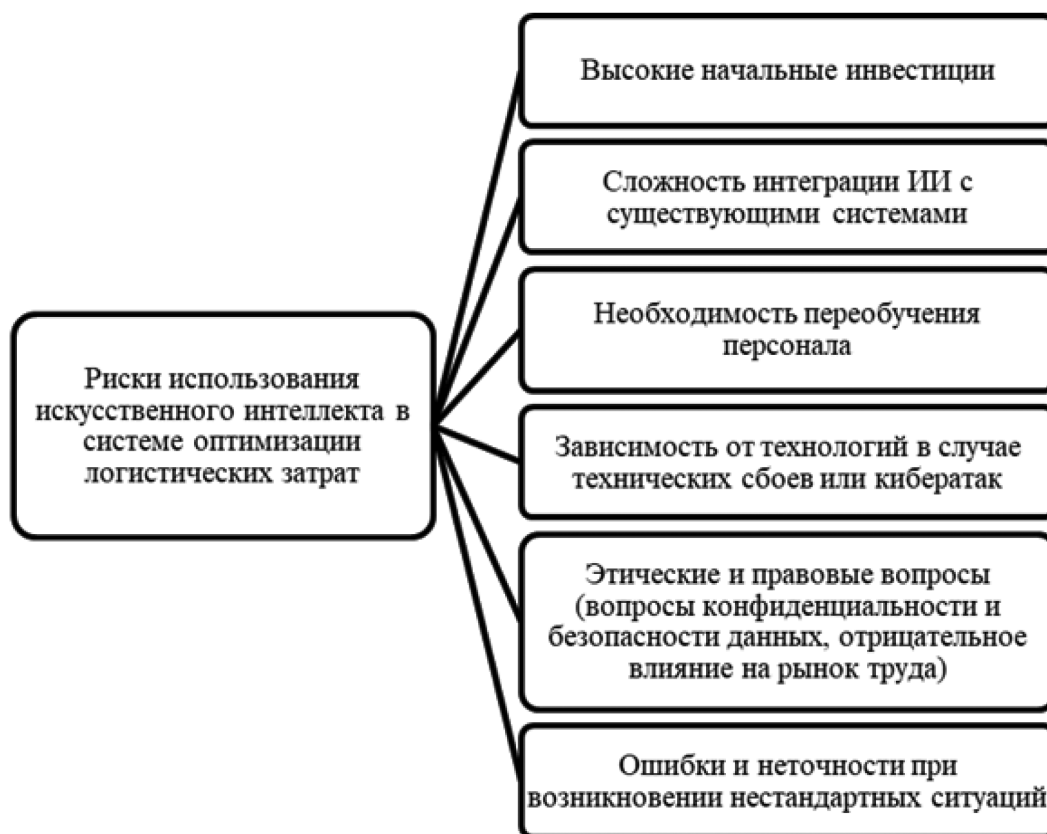 Риски использования
искусственного интеллекта в
системе оптимизации
логистических затрат
Высокие начальные инвестиции
Сложность интеграции ИИ с
существующими системами
Необходимость переобучения
персонала
Зависимость от технологий в случае
технических сбоев или кибератак
Этические и правовые вопросы
(вопросы конфиденциальности и
безопасности данных, отрицательное
влияние на рынок труда)
Ошибки и неточности при
возникновении нестандартных ситуаций